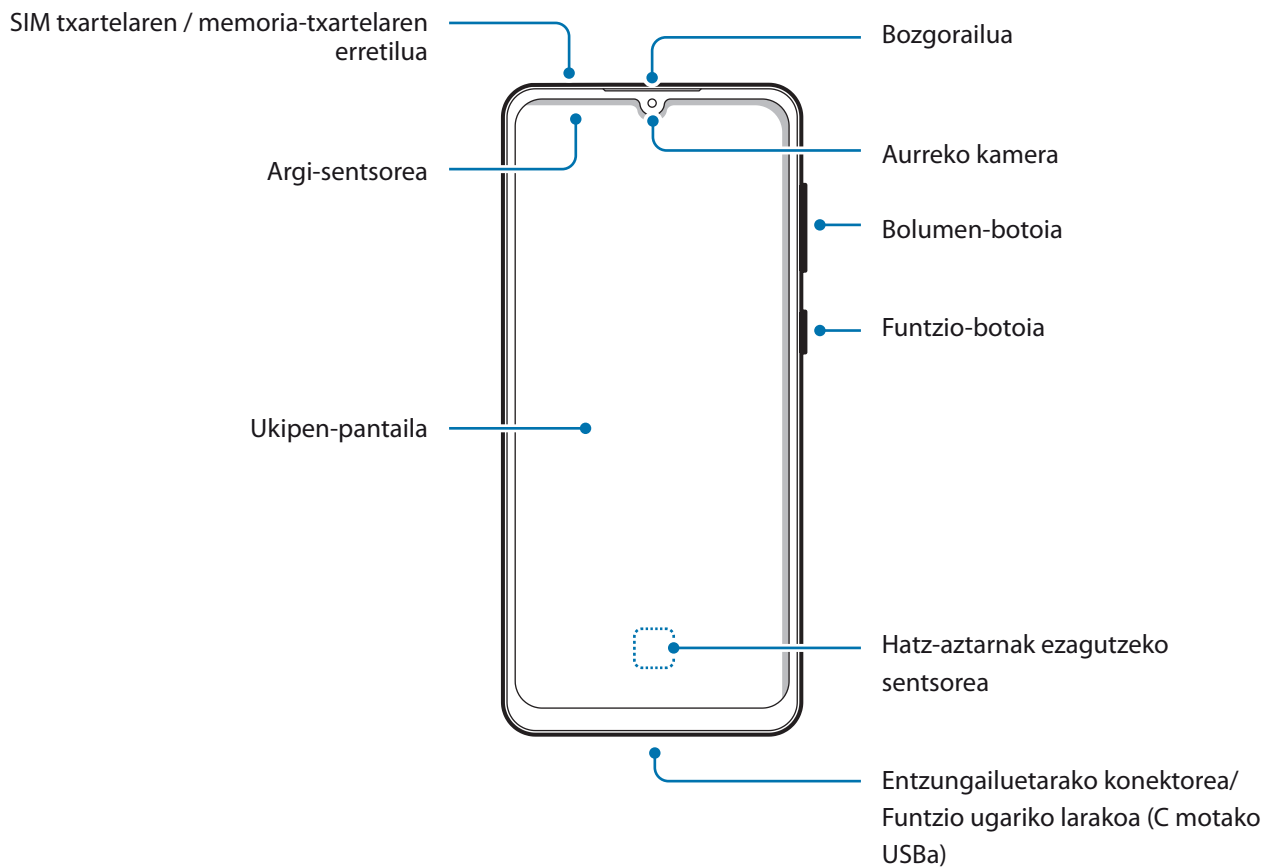 SIM txartelaren / memoria-txartelaren
erretilua
Argi-sentsorea
Ukipen-pantaila
Bozgorailua
Aurreko kamera
Bolumen-botoia
Funtzio-botoia
Hatz-aztarnak ezagutzeko
sentsorea
Entzungailuetarako konektorea/
Funtzio ugariko larakoa (C motako
USBa)